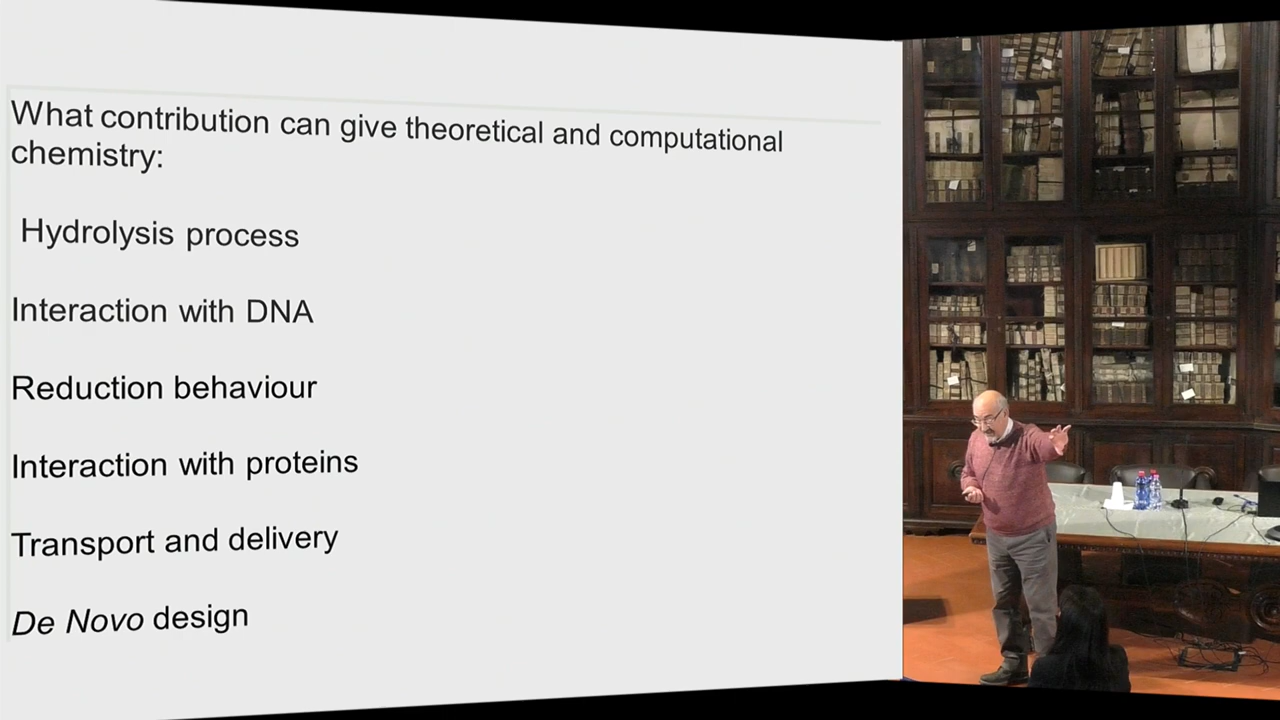 What contribution can give theoretical and computational
chemistry:
Hydrolysis process
Interaction with DNA
Reduction behaviour
Interaction with proteins
Transport and delivery
De Novo design